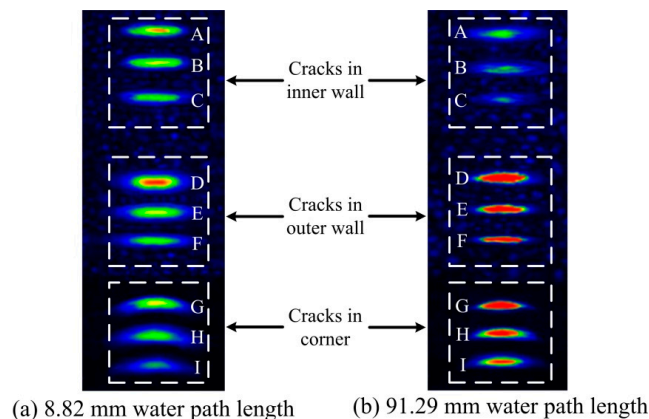 A
B
C
Cracks in
inner wall
A
B
C
D
E
F
Cracks in
outer wall
D
E
F
G
H
I
Cracks in
corner
G
H
I
(a) 8.82 mm water path length
(b) 91.29 mm water path length